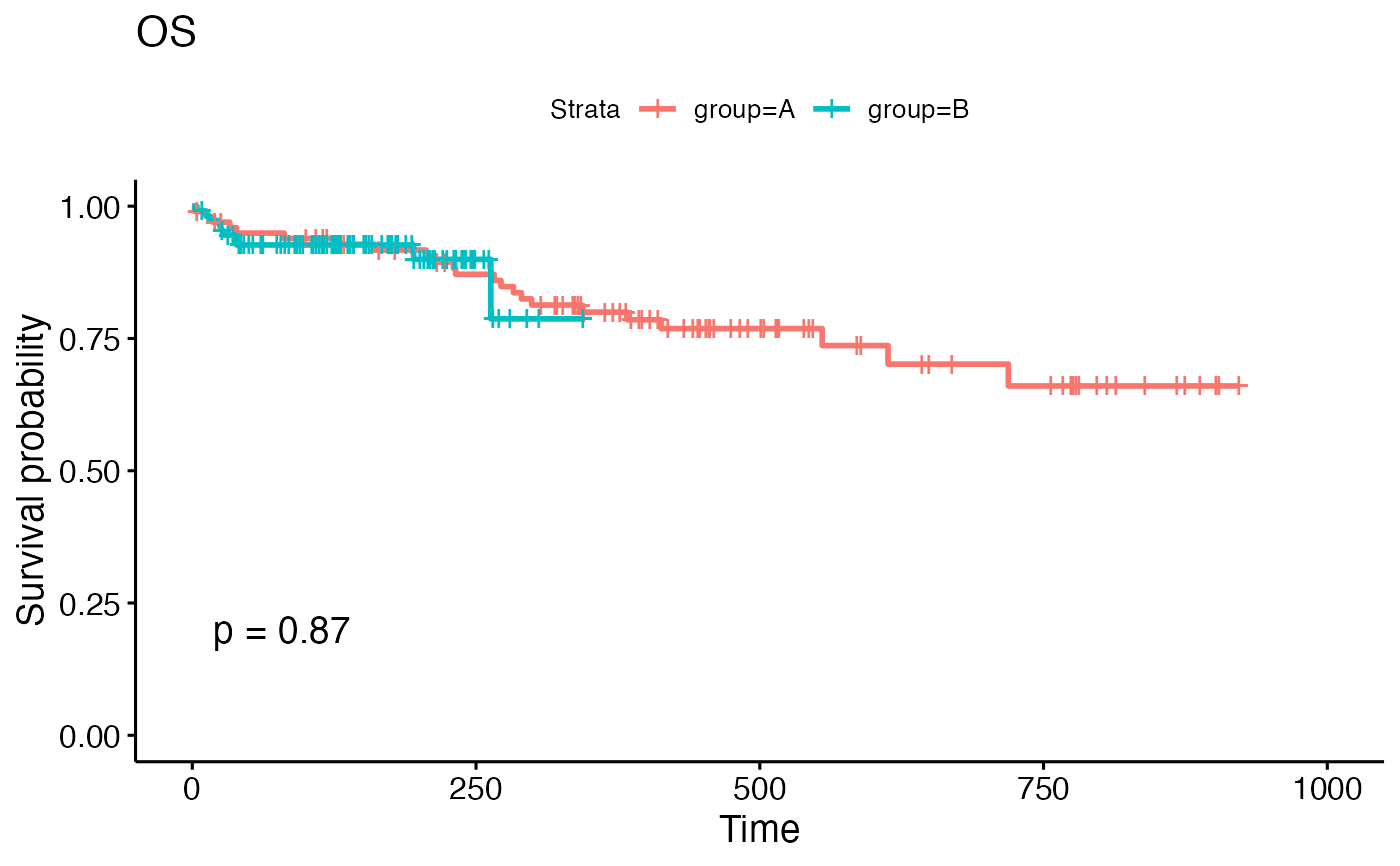 OS
Strata group=A group=B
Survival probability
1.00
0.75
0.50
0.25
0.00
p = 0.87
0 250 500 750 1000
Time